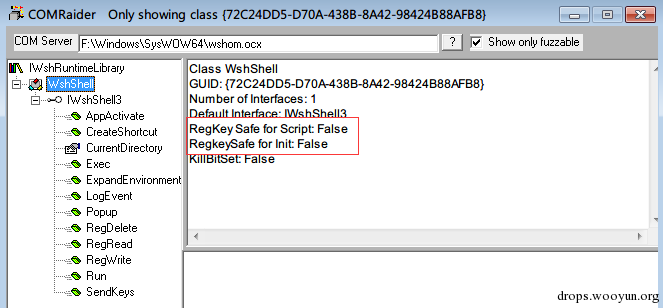 COMRaider    Only showing class {72C24DD5-D70A-438B-8A42-98424B88AFB8}
COM Server F:\Windows\SysWOW64\wshom.ocx ? Show only fuzzable
IWshRuntimeLibrary
WshShell
IWshShell3
AppActivate
CreateShortcut
CurrentDirectory
Exec
ExpandEnvironment
LogEvent
Popup
RegDelete
RegRead
RegWrite
Run
SendKeys
Class WshShell
GUID: {72C24DD5-D70A-438B-8A42-98424B88AFB8}
Number of Interfaces: 1
Default Interface: IWshShell3
RegKey Safe for Script: False
RegkeySafe for Init: False
KillBitSet: False
drops.wooyun.org